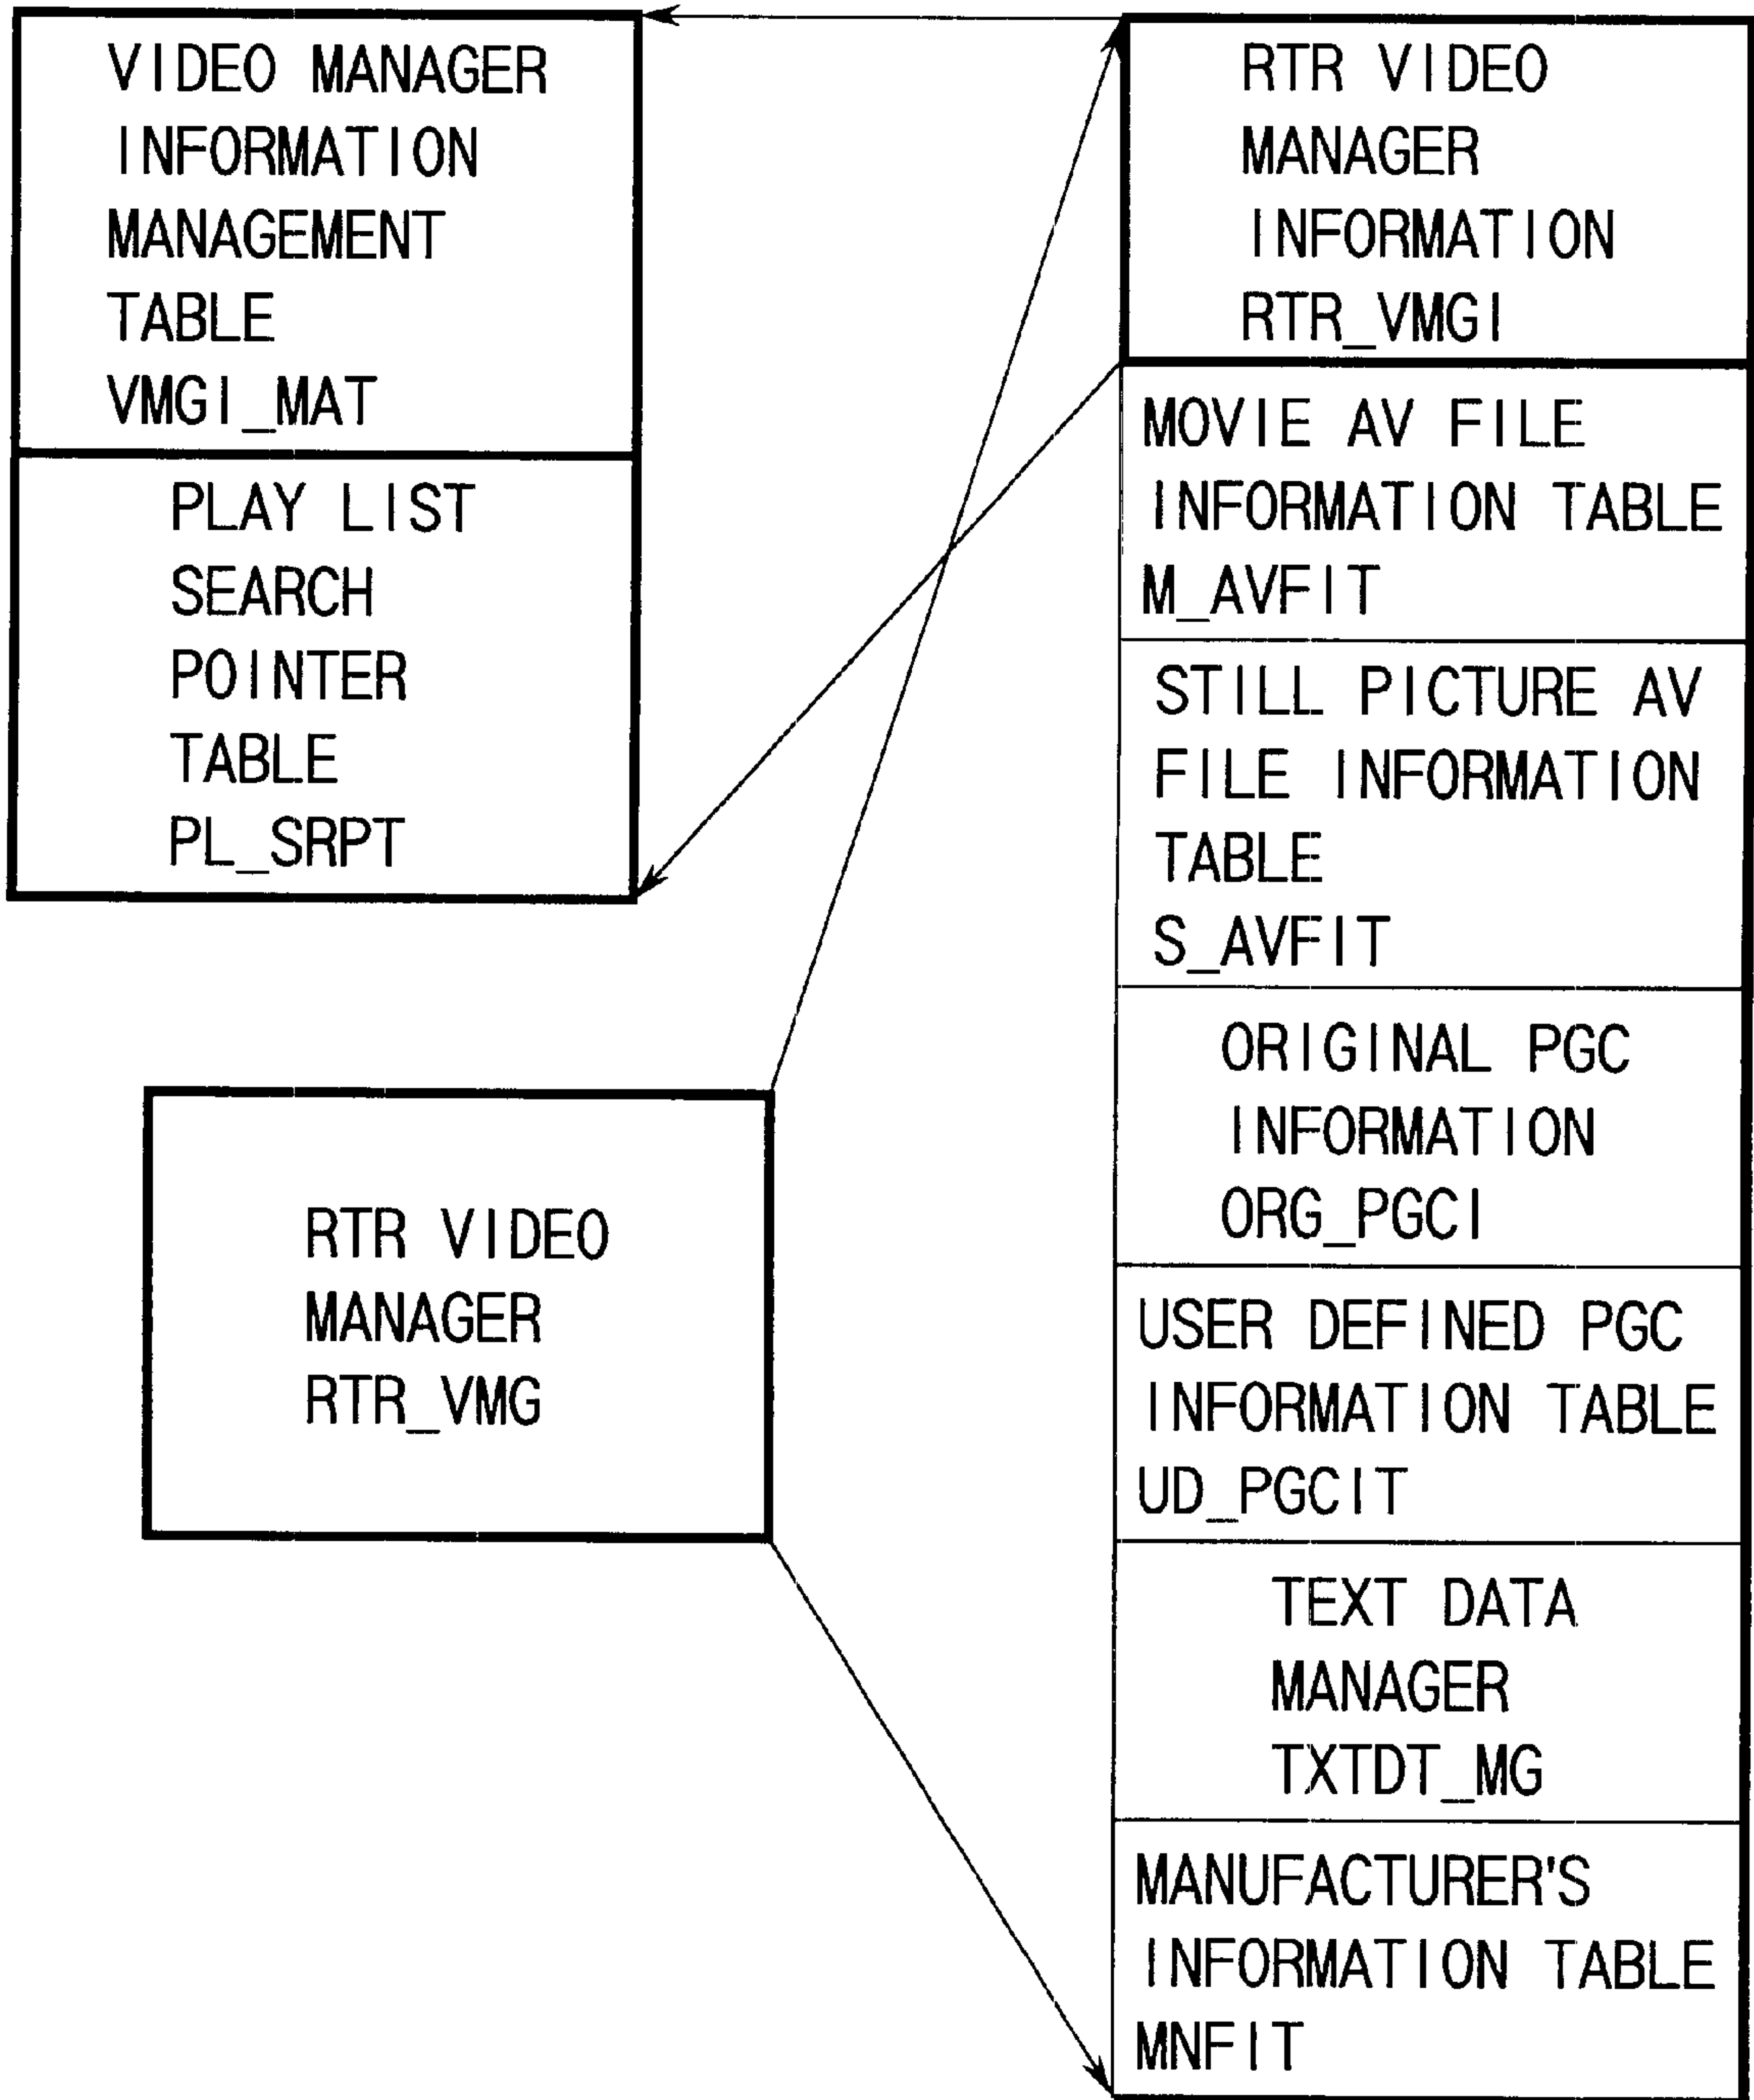 VIDEO MANAGER
INFORMATION
MANAGEMENT
TABLE
VMGI_MAT
PLAY LIST
SEARCH
POINTER
TABLE
PL_SRPT
RTR VIDEO
MANAGER
RTR_VMG
RTR VIDEO
MANAGER
INFORMATION
RTR_VMGI
MOVIE AV FILE
INFORMATION TABLE
M_AVFIT
STILL PICTURE AV
FILE INFORMATION
TABLE
S_AVFIT
ORIGINAL PGC
INFORMATION
ORG_PGCI
USER DEFINED PGC
INFORMATION TABLE
UD_PGCIT
TEXT DATA
MANAGER
TXTDT_MG
MANUFACTURER'S
INFORMATION TABLE
MNFIT